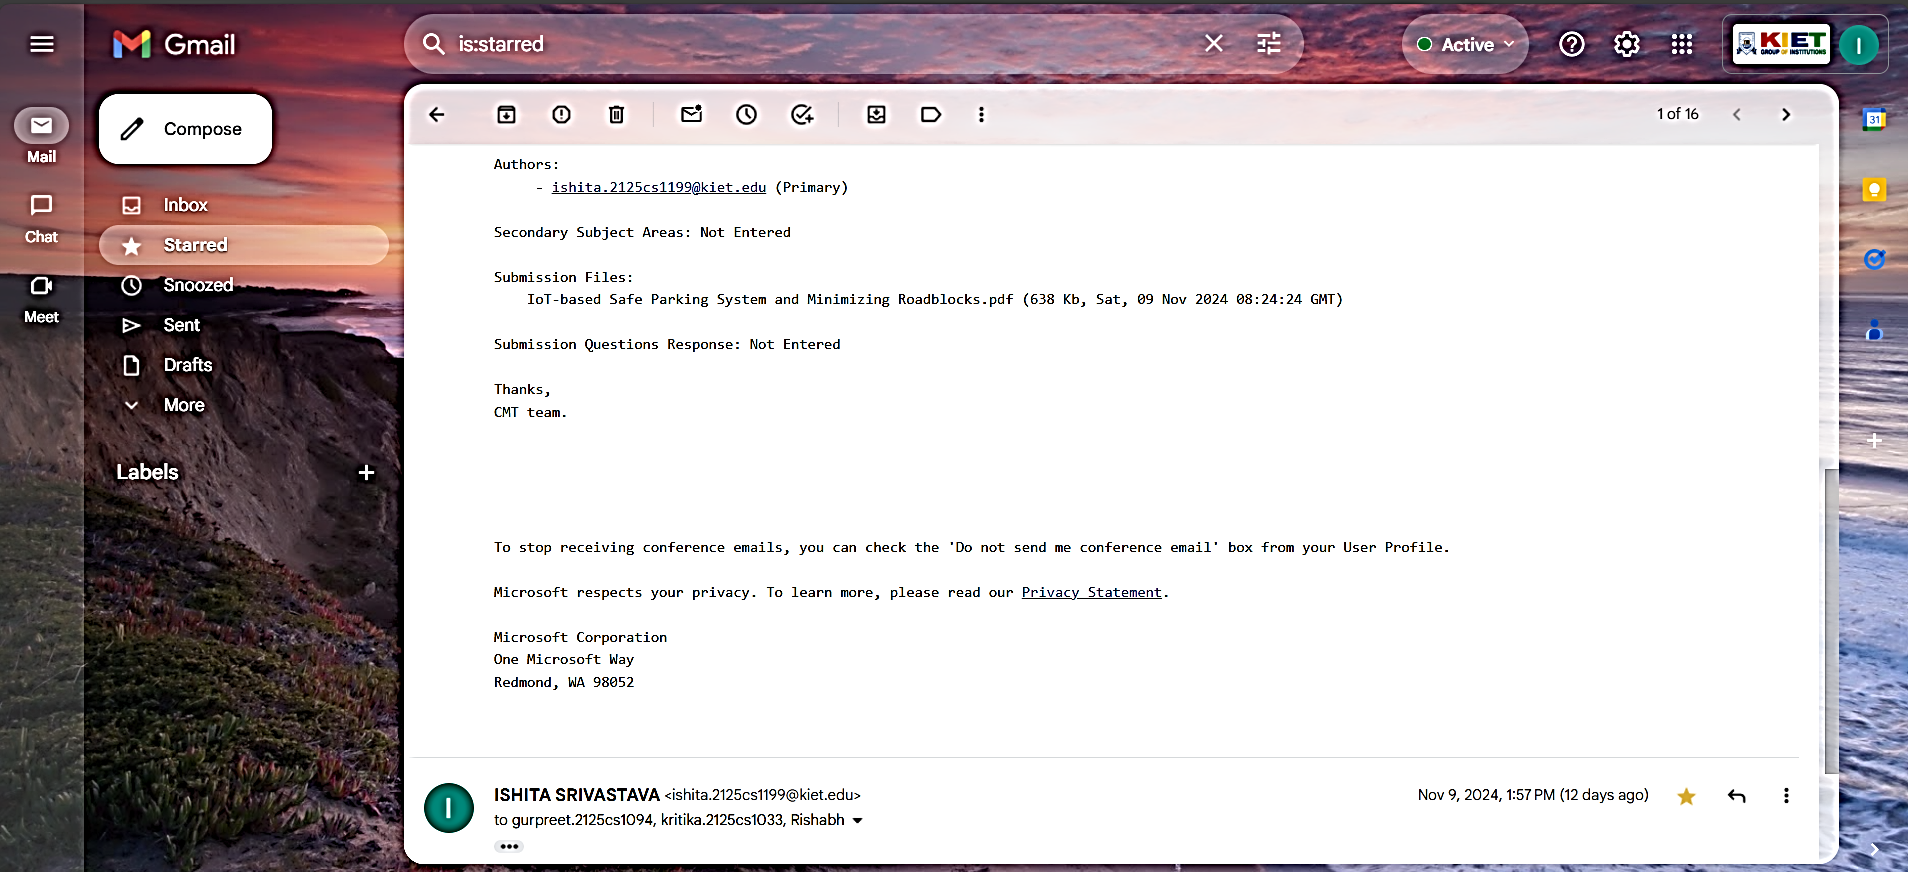 Gmail
is:starred
Active
KIET
GROUP OF INSTITUTIONS
I
Mail
Chat
Meet
Compose
Inbox
Starred
Snoozed
Sent
Drafts
More
Labels
1 of 16
31
Authors:
- ishita.2125cs1199@kiet.edu (Primary)
Secondary Subject Areas: Not Entered
Submission Files:
IoT-based Safe Parking System and Minimizing Roadblocks.pdf (638 Kb, Sat, 09 Nov 2024 08:24:24 GMT)
Submission Questions Response: Not Entered
Thanks,
CMT team.
To stop receiving conference emails, you can check the 'Do not send me conference email' box from your User Profile.
Microsoft respects your privacy. To learn more, please read our Privacy Statement.
Microsoft Corporation
One Microsoft Way
Redmond, WA 98052
I
ISHITA SRIVASTAVA <ishita.2125cs1199@kiet.edu>
Nov 9, 2024, 1:57 PM (12 days ago)
to gurpreet.2125cs1094, kritika.2125cs1033, Rishabh